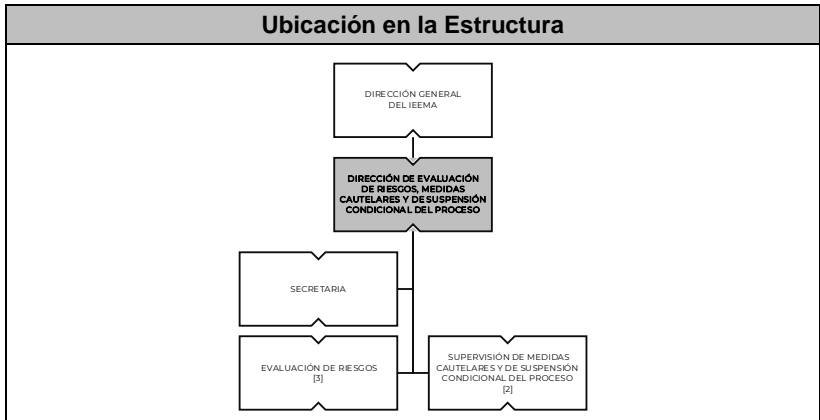 Ubicación en la Estructura
DIRECCIÓN GENERAL
DEL IEEMA
DIRECCIÓN DE EVALUACIÓN
DE RIESGOS, MEDIDAS
CAUTELARES Y DE SUSPENSIÓN
CONDICIONAL DEL PROCESO
SECRETARIA
EVALUACIÓN DE RIESGOS
[3]
SUPERVISIÓN DE MEDIDAS
CAUTELARES Y DE SUSPENSIÓN
CONDICIONAL DEL PROCESO
[2]